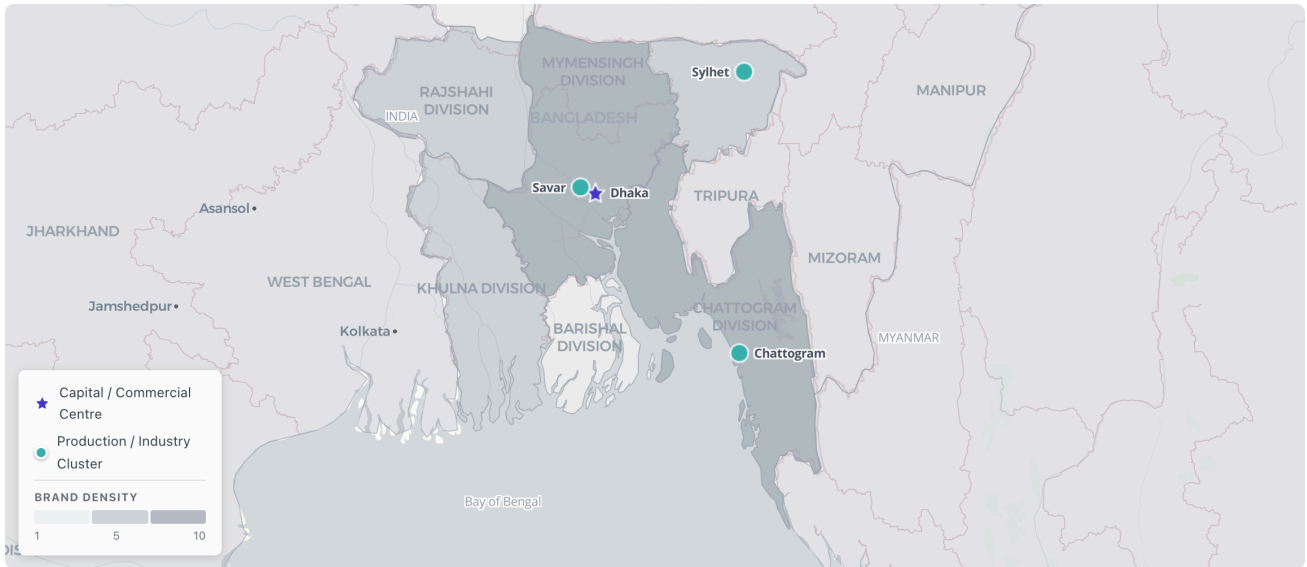 MYMENSINGH
DIVISION
Sylhet
RAJSHAHI
DIVISION
MANIPUR
INDIA
BANGLADESH
Savar
Dhaka
TRIPURA
Asansol
JHARKHAND
MIZORAM
WEST BENGAL
KHULNA DIVISION
Jamshedpur
CHATTOGRAM
DIVISION
Kolkata
BARISHAL
DIVISION
MYANMAR
Chattogram
Capital / Commercial
Centre
Production / Industry
Cluster
BRAND DENSITY
1 5 10
Bay of Bengal